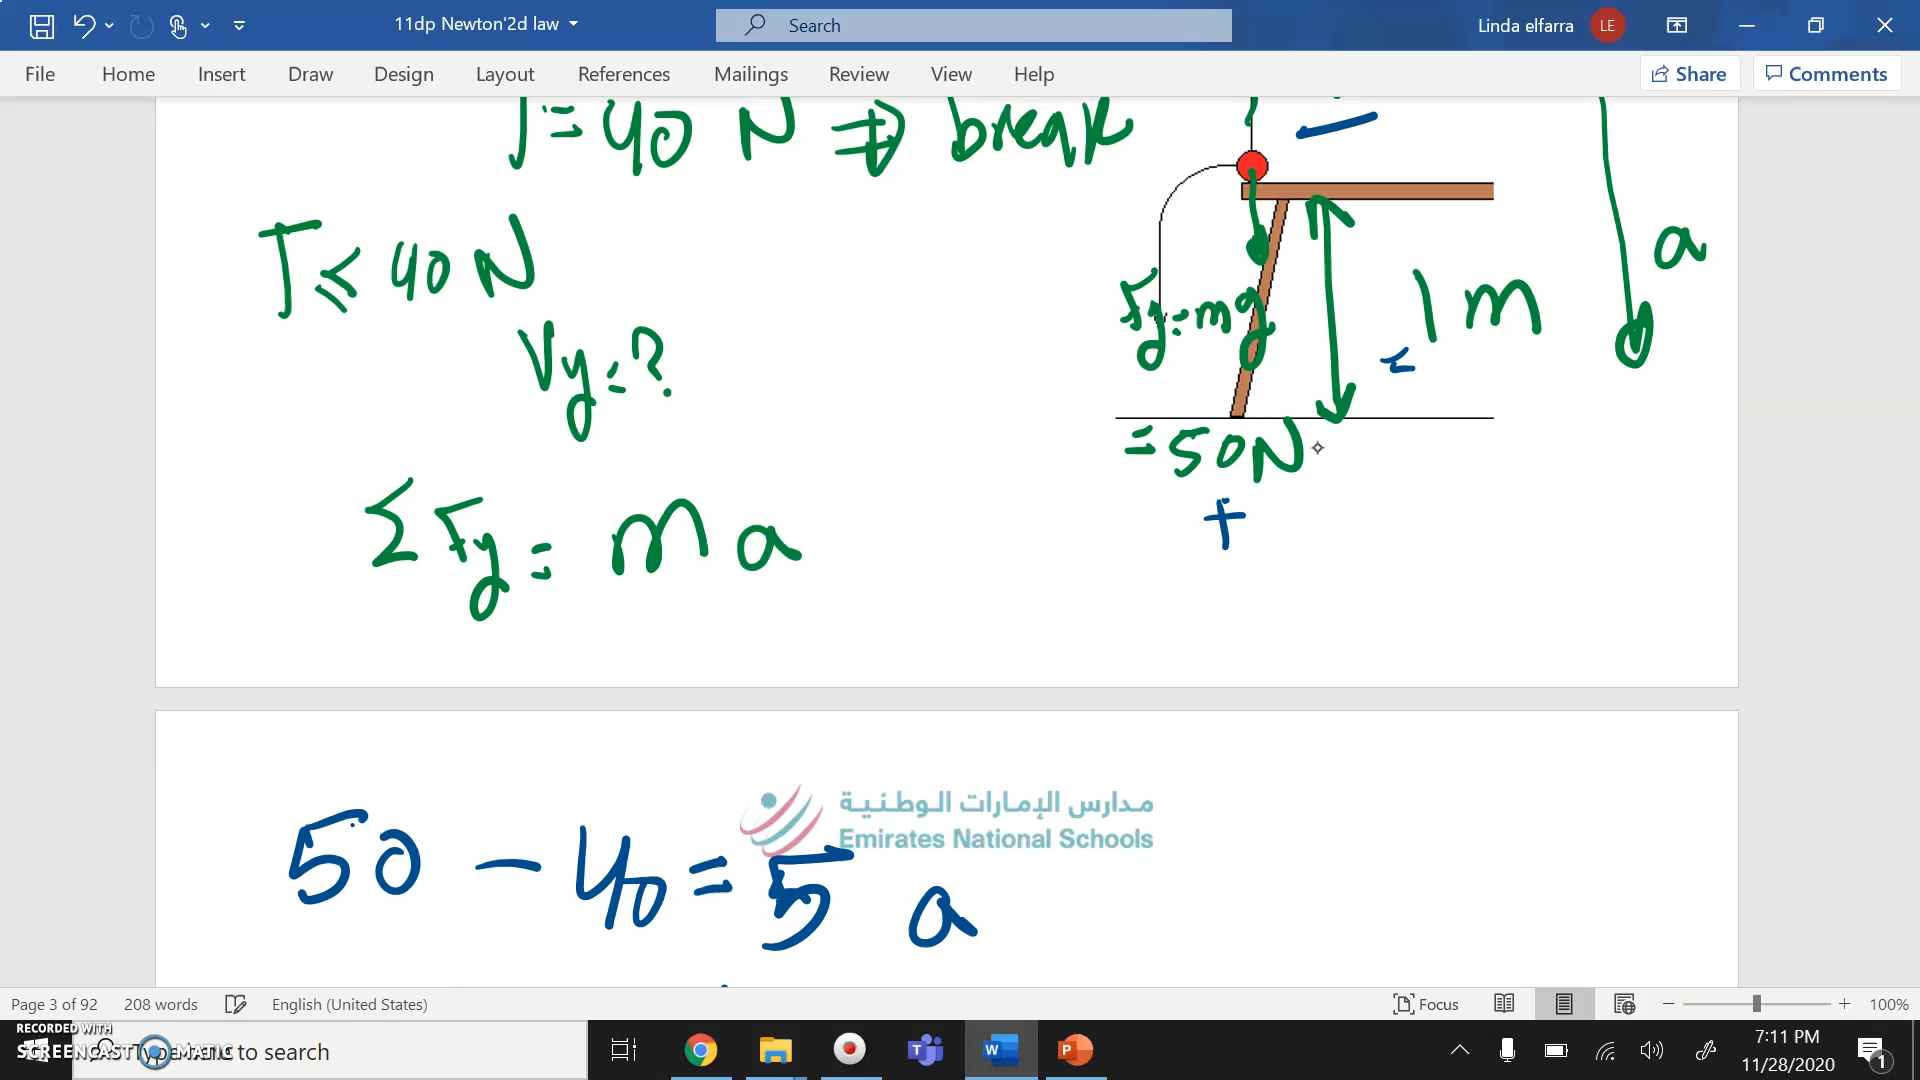 11dp Newton'2d law
Search
Linda elfarra
LE
File Home Insert Draw Design Layout References Mailings Review View Help
Share
Comments
T = 40 N ⇒ break
T ≤ 40 N
Vy = ?
Fg = mg
1 m
a
= 50N
+
ΣFy = m a
مدارس الإمارات الوطنية
Emirates National Schools
50 - 40 = 5 a
Page 3 of 92 208 words English (United States)
Focus
100%
RECORDED WITH
SCREENCAST MATIC
to search
7:11 PM
11/28/2020
1